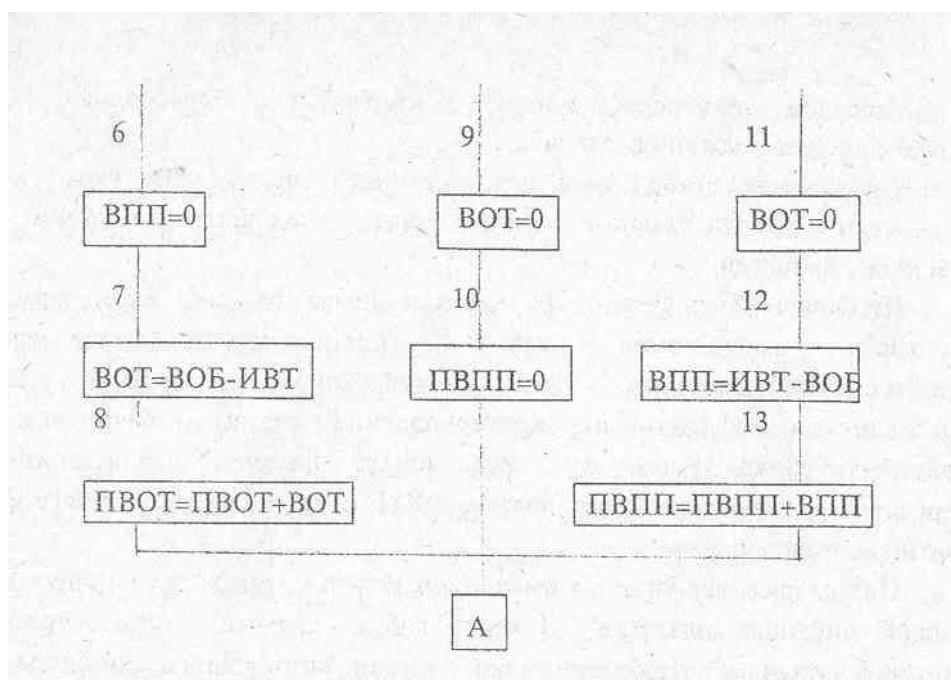 6 9 11
ВПП=0 ВОТ=0 ВОТ=0
7 10 12
ВОТ=ВОБ-ИВТ ПВПП=0 ВПП=ИВТ-ВОБ
8 13
ПВОТ=ПВОТ+ВОТ ПВПП=ПВПП+ВПП
А